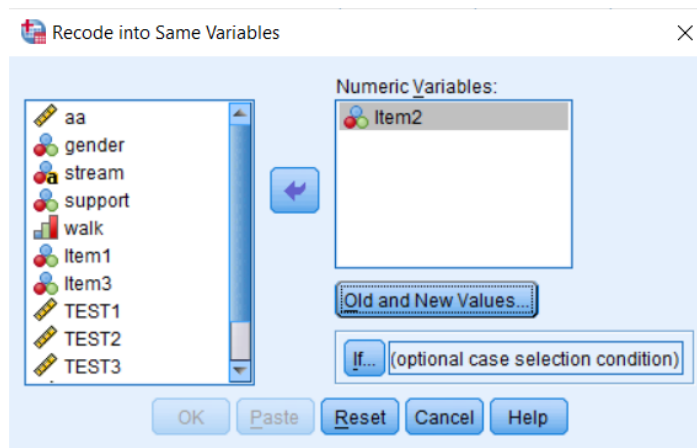 Recode into Same Variables
Numeric Variables:
aa
gender
stream
support
walk
Item1
Item3
TEST1
TEST2
TEST3
Item2
Old and New Values...
If... (optional case selection condition)
OK Paste Reset Cancel Help